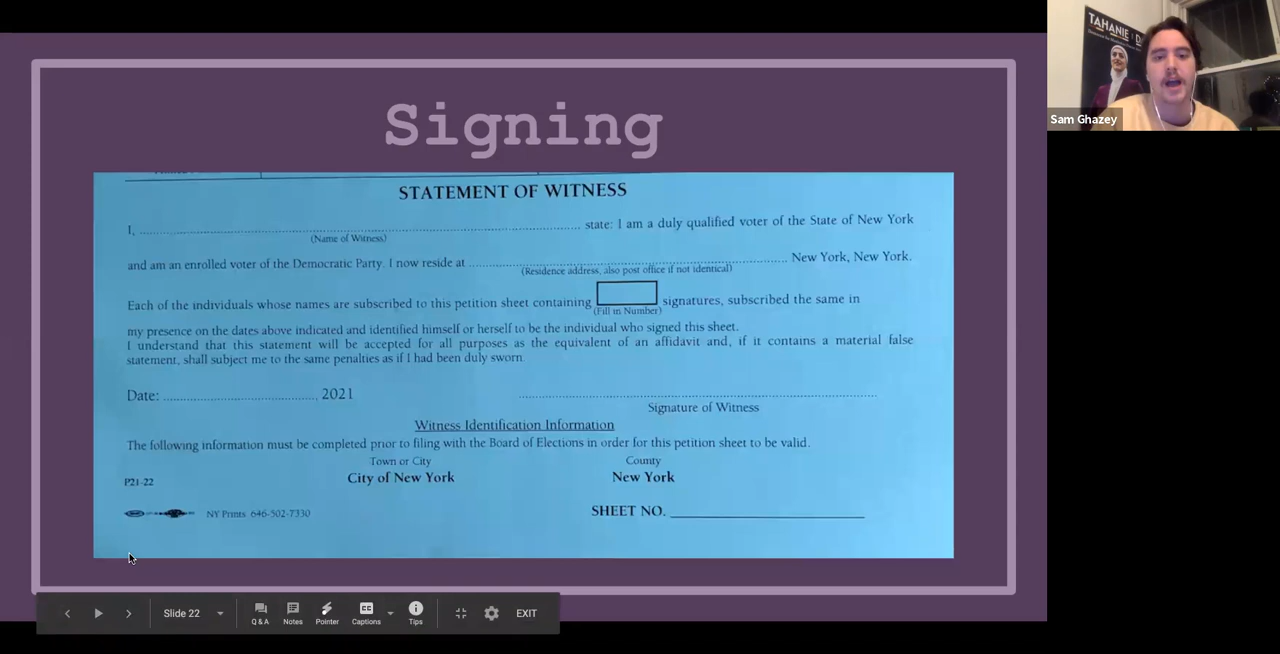 TAHANIE
Sam Ghazey
Signing
STATEMENT OF WITNESS
I, ........ state: I am a duly qualified voter of the State of New York
(Name of Witness)
and am an enrolled voter of the Democratic Party. I now reside at ........ New York, New York.
(Residence address, also post office if not identical)
Each of the individuals whose names are subscribed to this petition sheet containing signatures, subscribed the same in
(Fill in Number)
my presence on the dates above indicated and identified himself or herself to be the individual who signed this sheet.
I understand that this statement will be accepted for all purposes as the equivalent of an affidavit and, if it contains a material false
statement, shall subject me to the same penalties as if I had been duly sworn.
Date: ........, 2021
Signature of Witness
Witness Identification Information
The following information must be completed prior to filing with the Board of Elections in order for this petition sheet to be valid.
Town or City County
City of New York New York
P21-22
NY Prints 646-502-7330
SHEET NO.
Slide 22
Q & A Notes Pointer Captions Tips EXIT